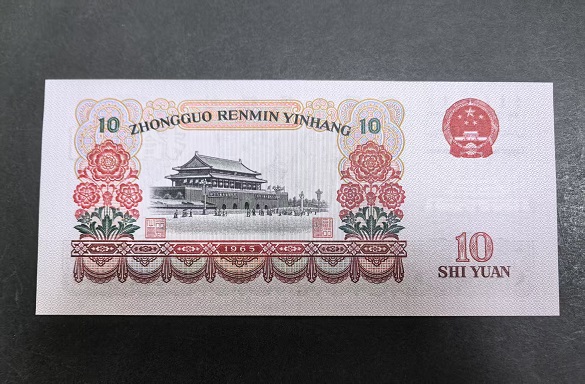 10 ZHONGGUO RENMIN YINHANG 10
1965
10
SHI YUAN